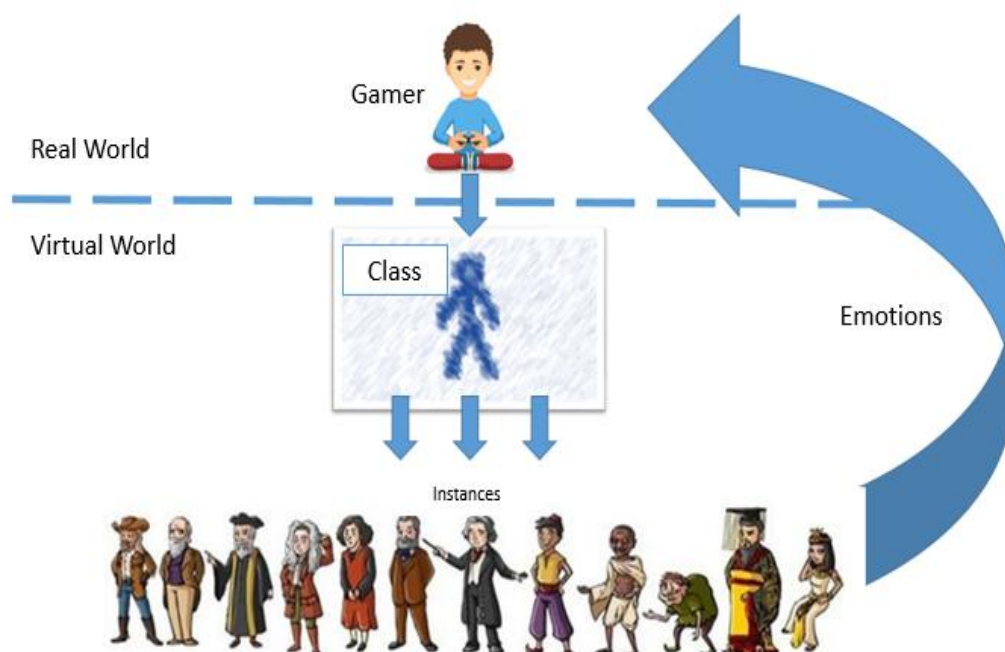 Gamer
Real World
Virtual World
Class
Emotions
Instances